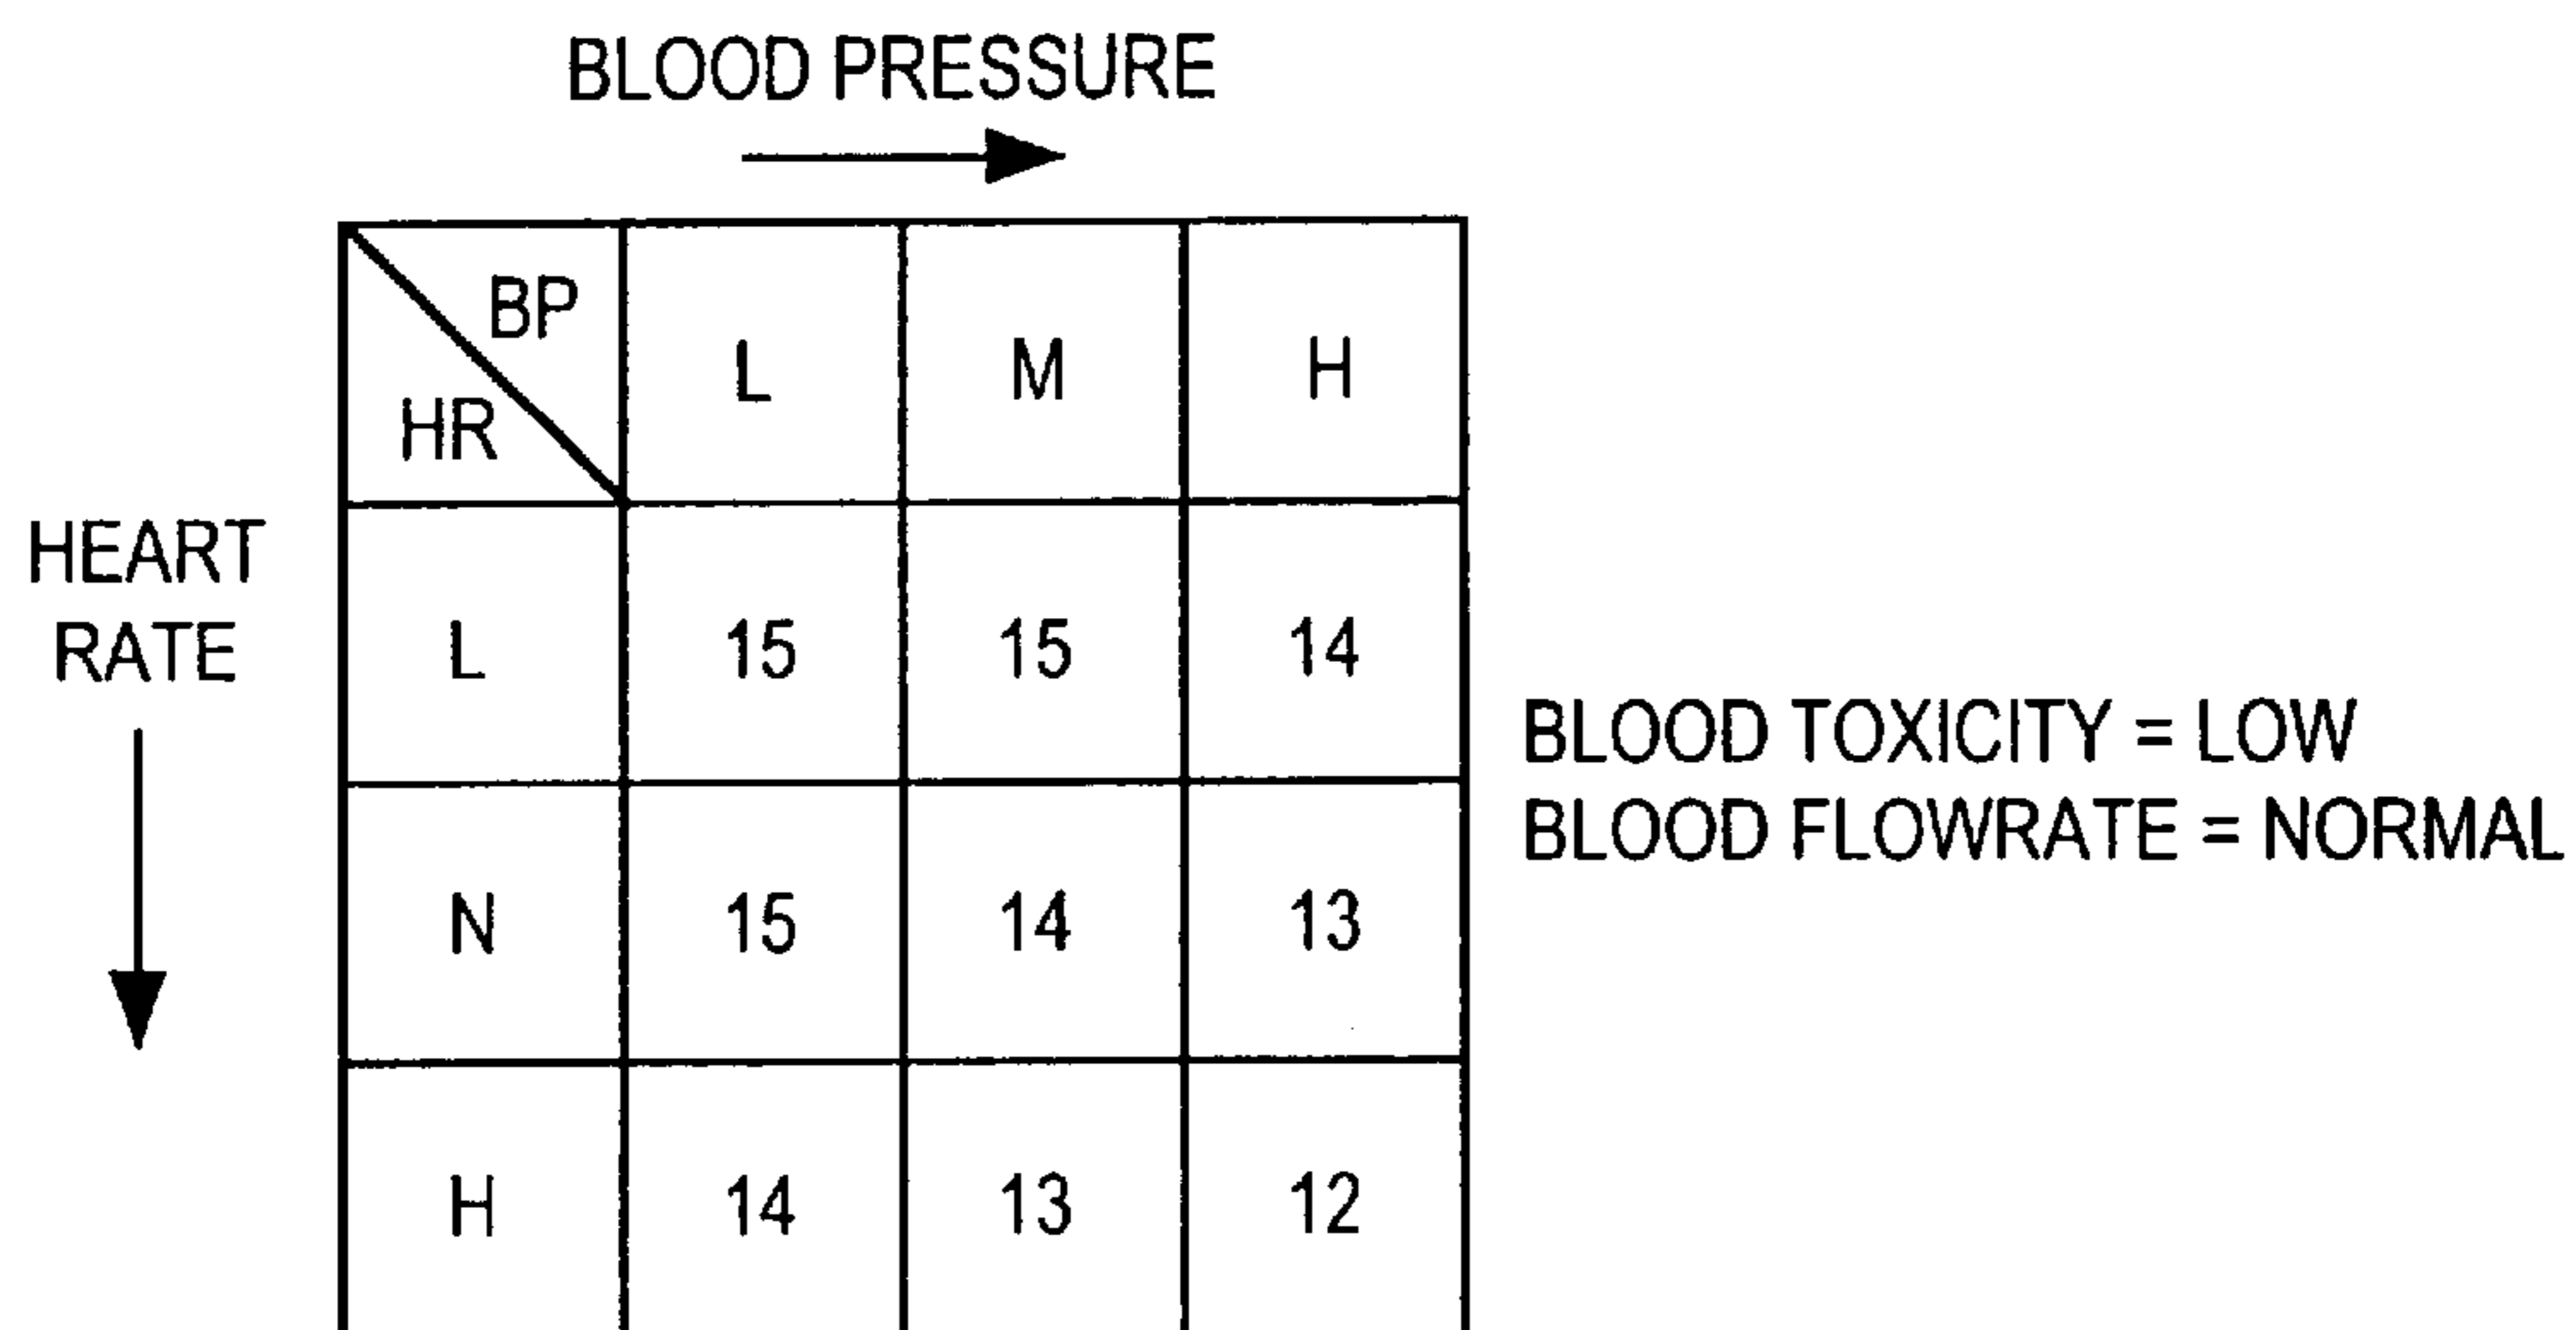 BLOOD PRESSURE
BP
HR
L M H
HEART
RATE
L 15 15 14
N 15 14 13
H 14 13 12
BLOOD TOXICITY = LOW
BLOOD FLOWRATE = NORMAL